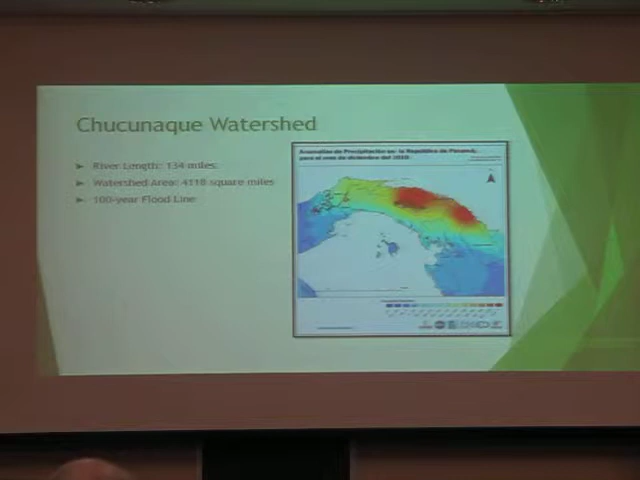 Chucunaque Watershed
River Length: 134 miles.
Watershed Area: 4118 square miles
100-year Flood Line
Anomalías de Precipitación en la República de Panamá,
para el mes de diciembre del 2010